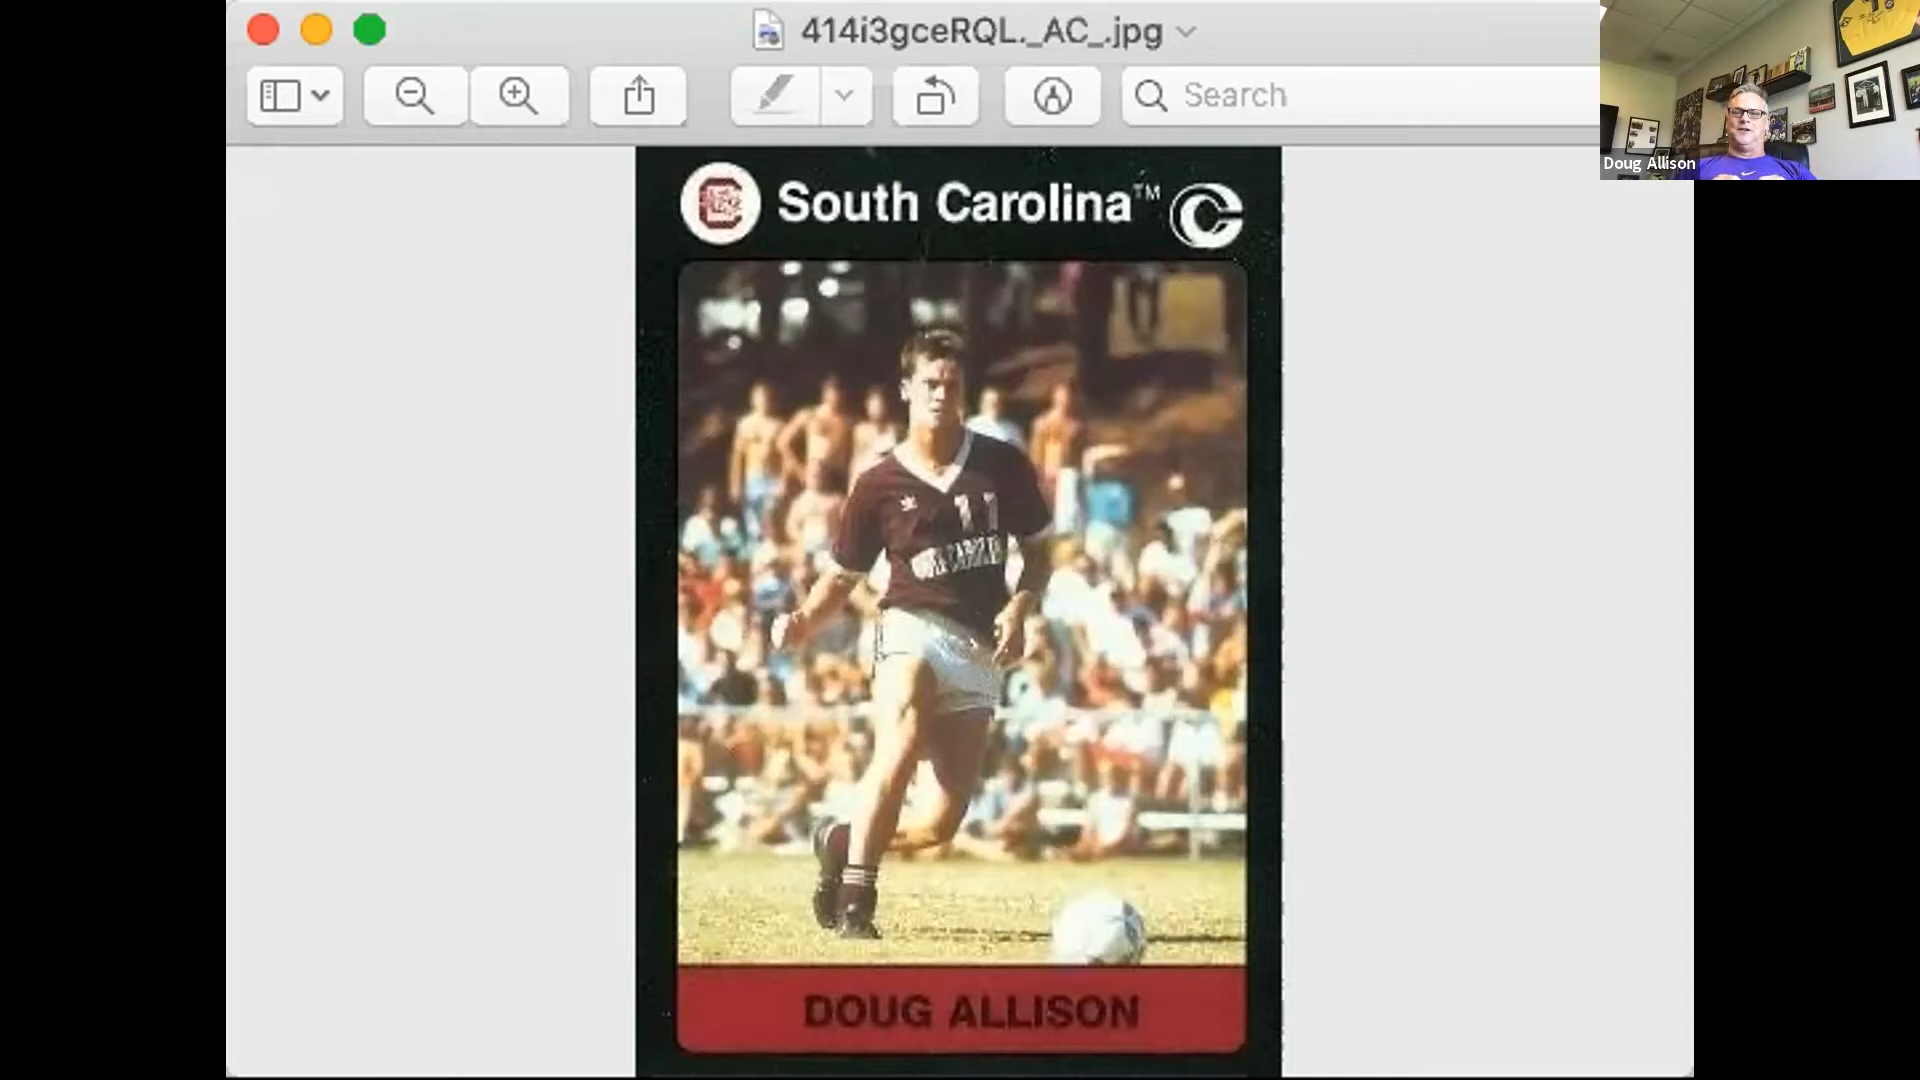 414i3gceRQL._AC_.jpg
Search
Doug Allison
South Carolina™
11
DOUG ALLISON